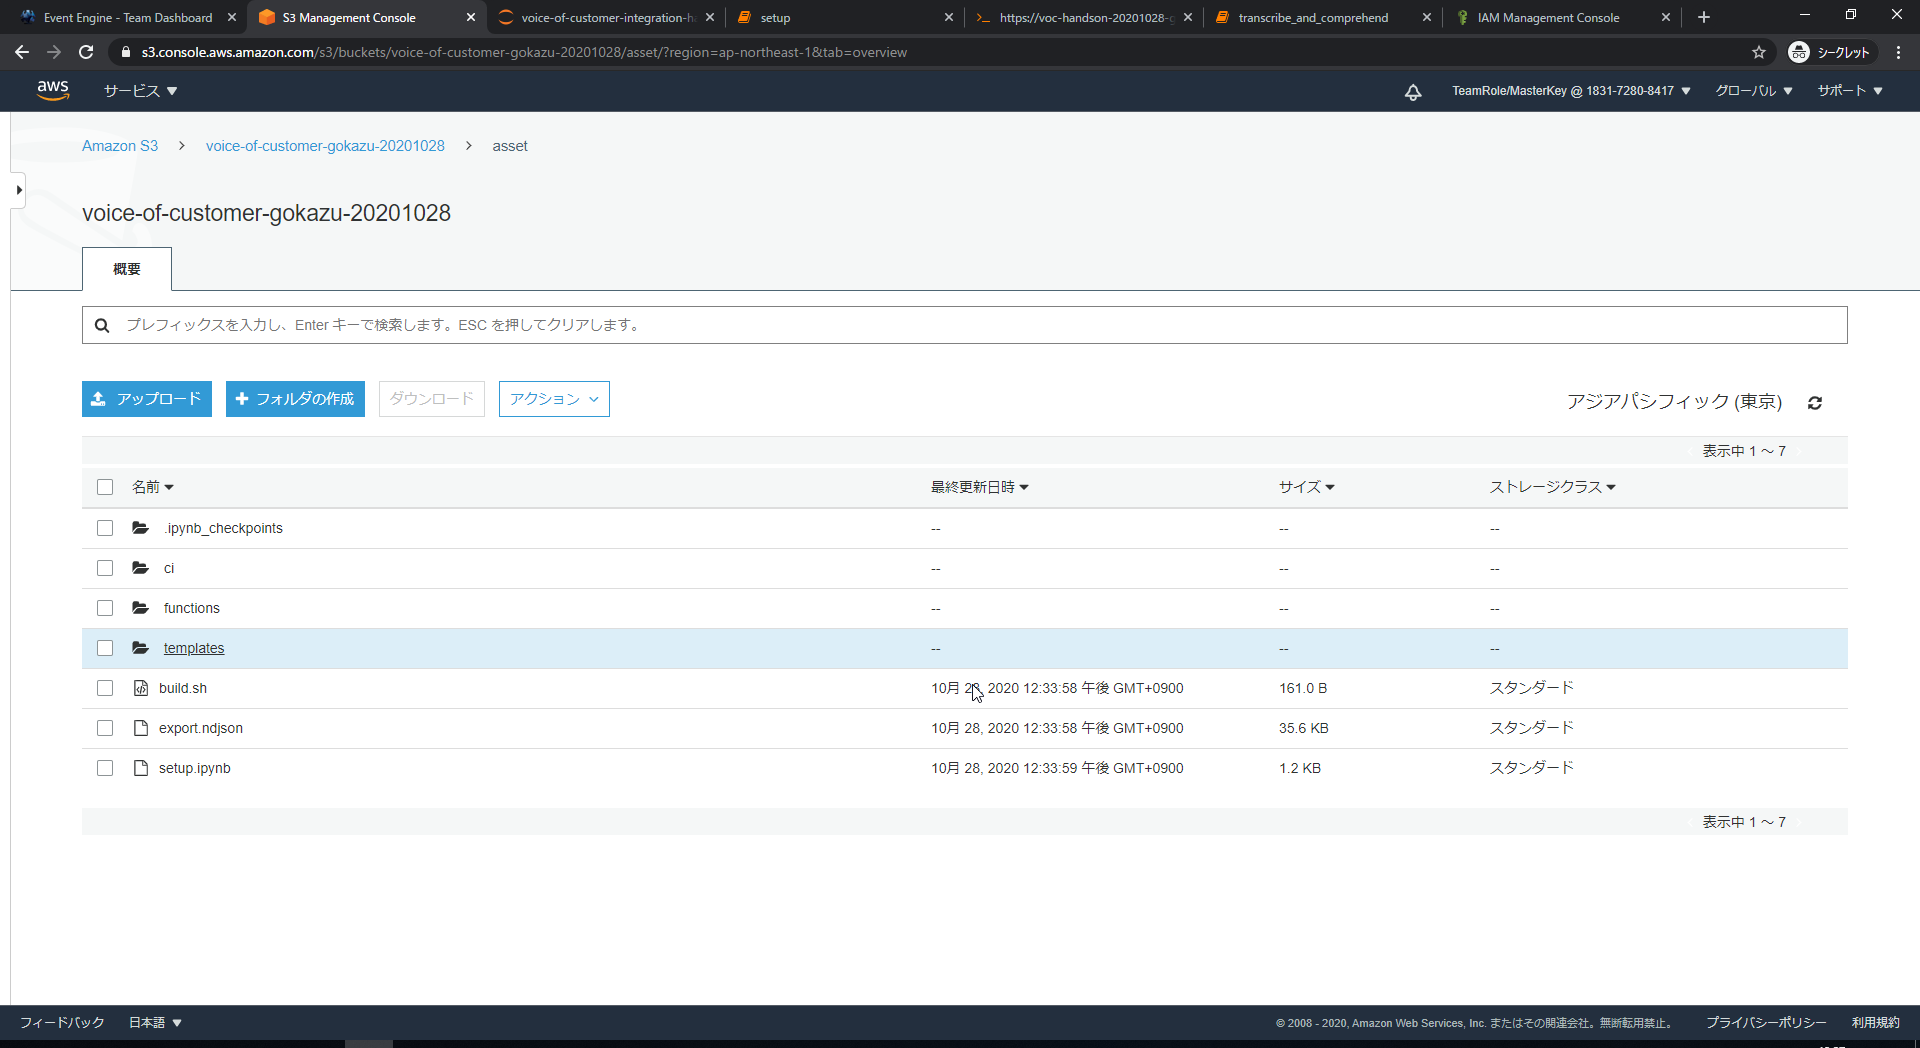 Event Engine - Team Dashboard
S3 Management Console
voice-of-customer-integration-h
setup
https://voc-handson-20201028-g
transcribe_and_comprehend
IAM Management Console
s3.console.aws.amazon.com/s3/buckets/voice-of-customer-gokazu-20201028/asset/?region=ap-northeast-1&tab=overview
シークレット
aws サービス
TeamRole/MasterKey @ 1831-7280-8417 グローバル サポート
Amazon S3 > voice-of-customer-gokazu-20201028 > asset
voice-of-customer-gokazu-20201028
概要
プレフィックスを入力し、Enter キーで検索します。ESC を押してクリアします。
アップロード + フォルダの作成 ダウンロード アクション アジアパシフィック (東京)
表示中 1 ～ 7
名前 最終更新日時 サイズ ストレージクラス
.ipynb_checkpoints -- -- --
ci -- -- --
functions -- -- --
templates -- -- --
build.sh 10月 28, 2020 12:33:58 午後 GMT+0900 161.0 B スタンダード
export.ndjson 10月 28, 2020 12:33:58 午後 GMT+0900 35.6 KB スタンダード
setup.ipynb 10月 28, 2020 12:33:59 午後 GMT+0900 1.2 KB スタンダード
表示中 1 ～ 7
フィードバック 日本語 © 2008 - 2020, Amazon Web Services, Inc. またはその関連会社。無断転用禁止。 プライバシーポリシー 利用規約